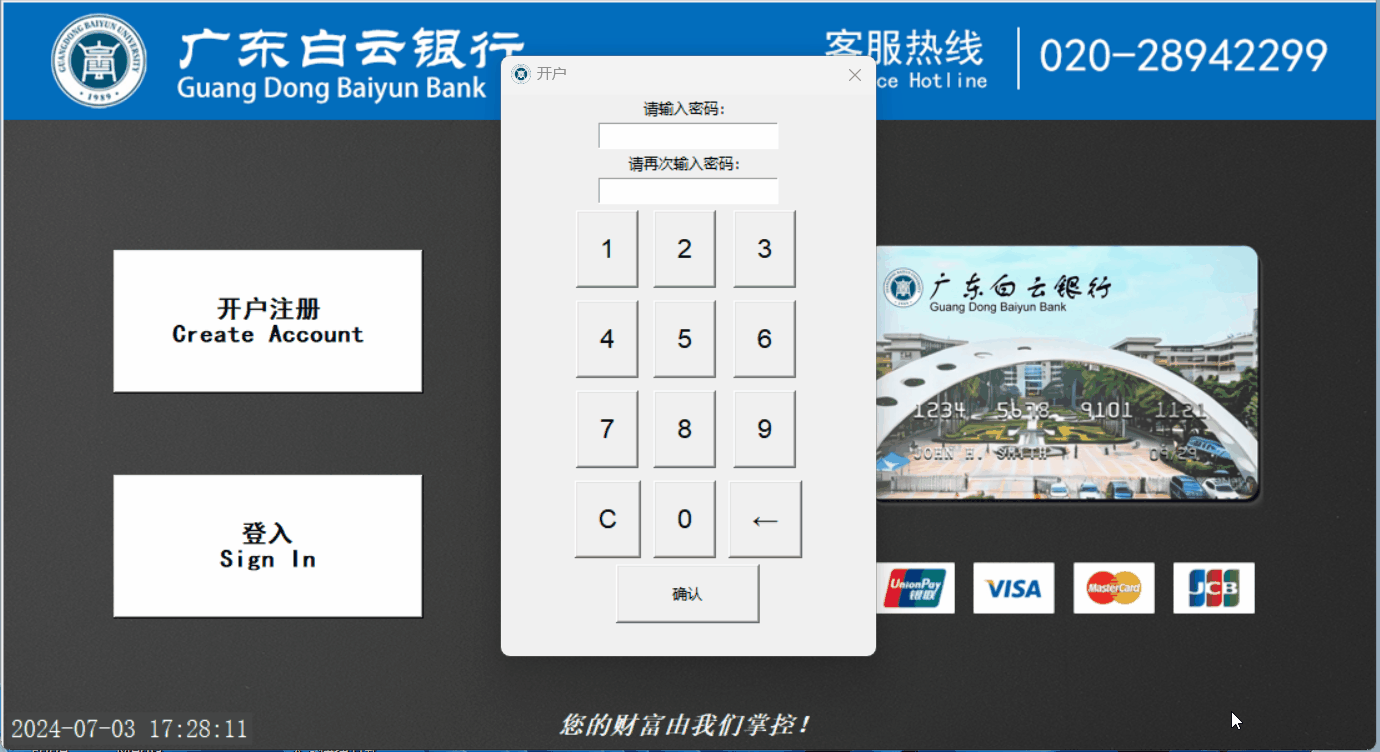 GUANGDONG BAIYUN UNIVERSITY
1989
广东白云银行
Guang Dong Baiyun Bank
客服热线
ce Hotline
020-28942299
开户
请输入密码:
请再次输入密码:
1 2 3
4 5 6
7 8 9
C 0 ←
确认
开户注册
Create Account
登入
Sign In
广东白云银行
Guang Dong Baiyun Bank
1234 5678 9101 1121
JOHN H. SMITH
09/29
UnionPay
银联
VISA
MasterCard
JCB
2024-07-03 17:28:11
您的财富由我们掌控!